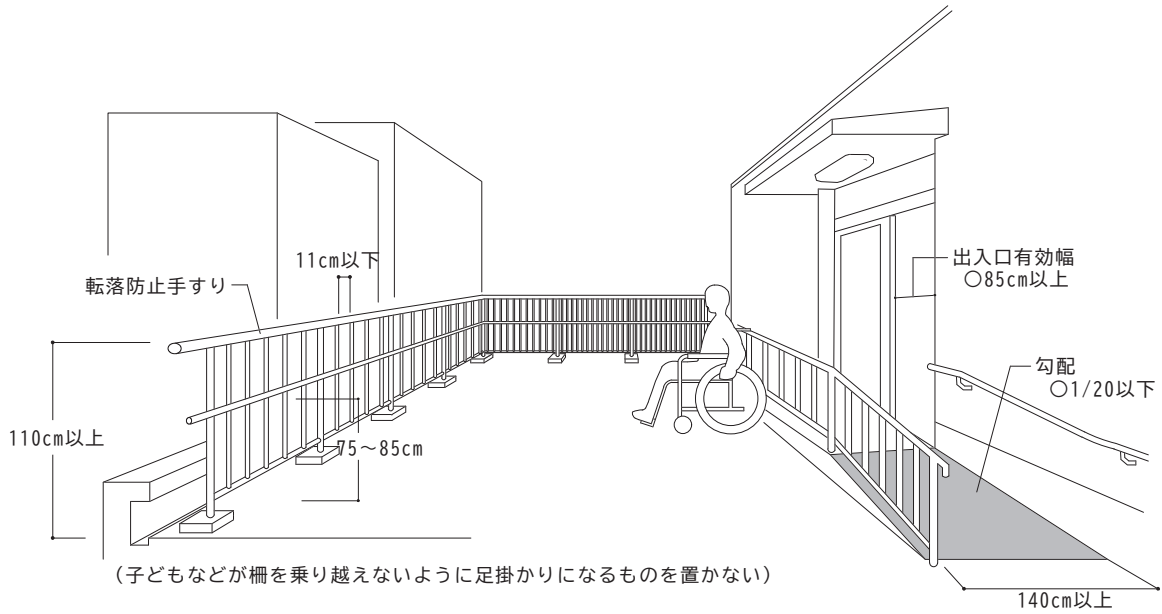 11cm以下
転落防止手すり
出入口有効幅
○85cm以上
勾配
○1/20以下
110cm以上
75～85cm
(子どもなどが柵を乗り越えないように足掛かりになるものを置かない)
140cm以上